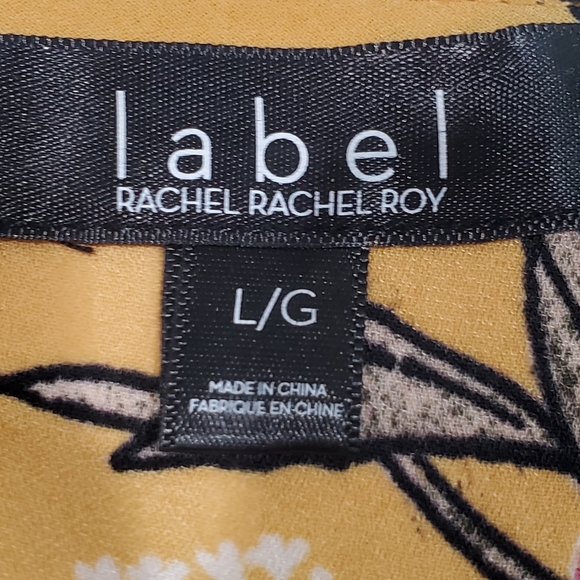 label
RACHEL RACHEL ROY
L/G
MADE IN CHINA
FABRIQUE EN CHINE